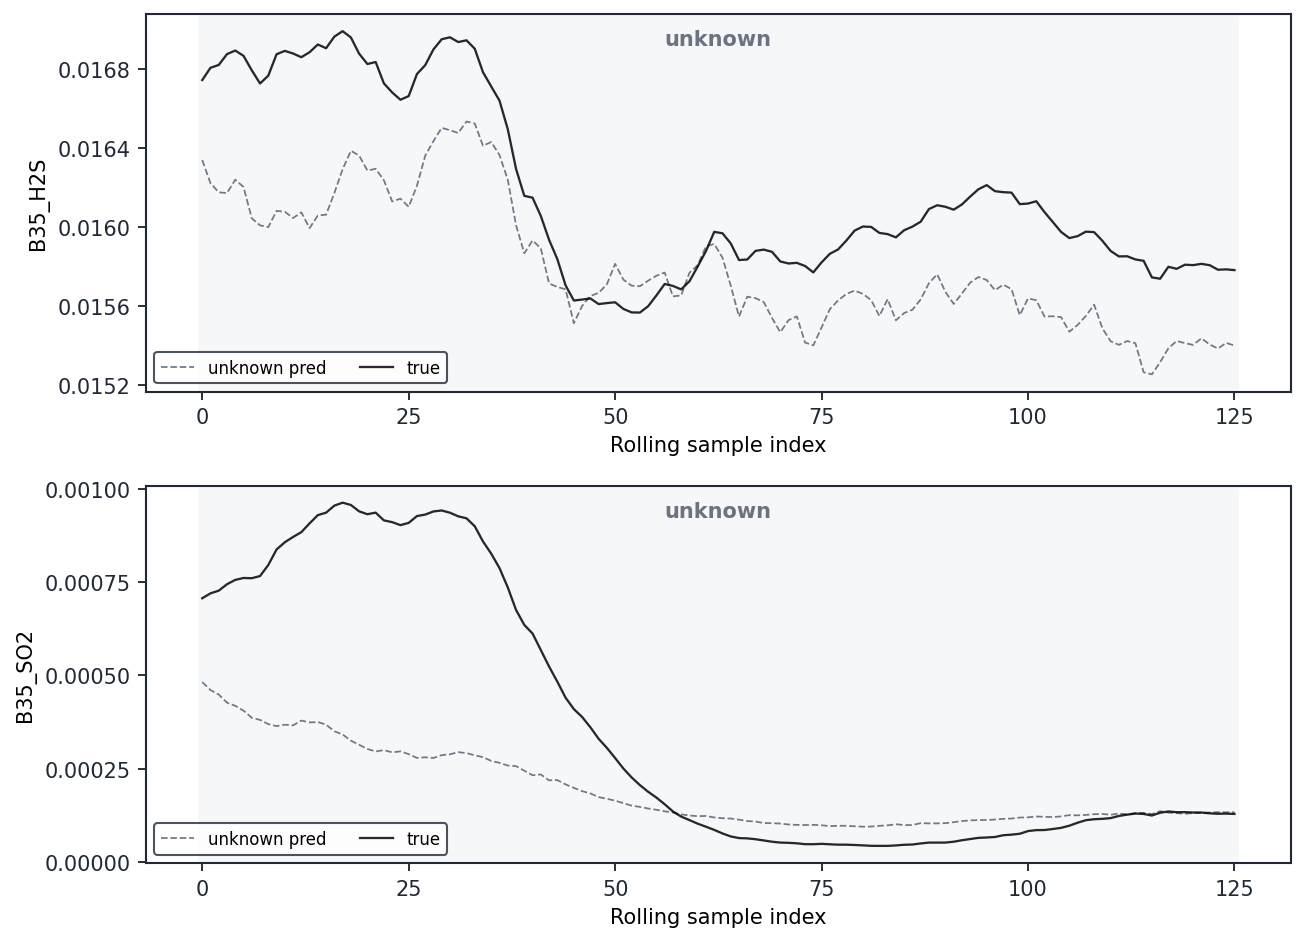 unknown
B35_H2S
0.0168
0.0164
0.0160
0.0156
0.0152
unknown pred true
0 25 50 75 100 125
Rolling sample index
unknown
B35_SO2
0.00100
0.00075
0.00050
0.00025
0.00000
unknown pred true
0 25 50 75 100 125
Rolling sample index